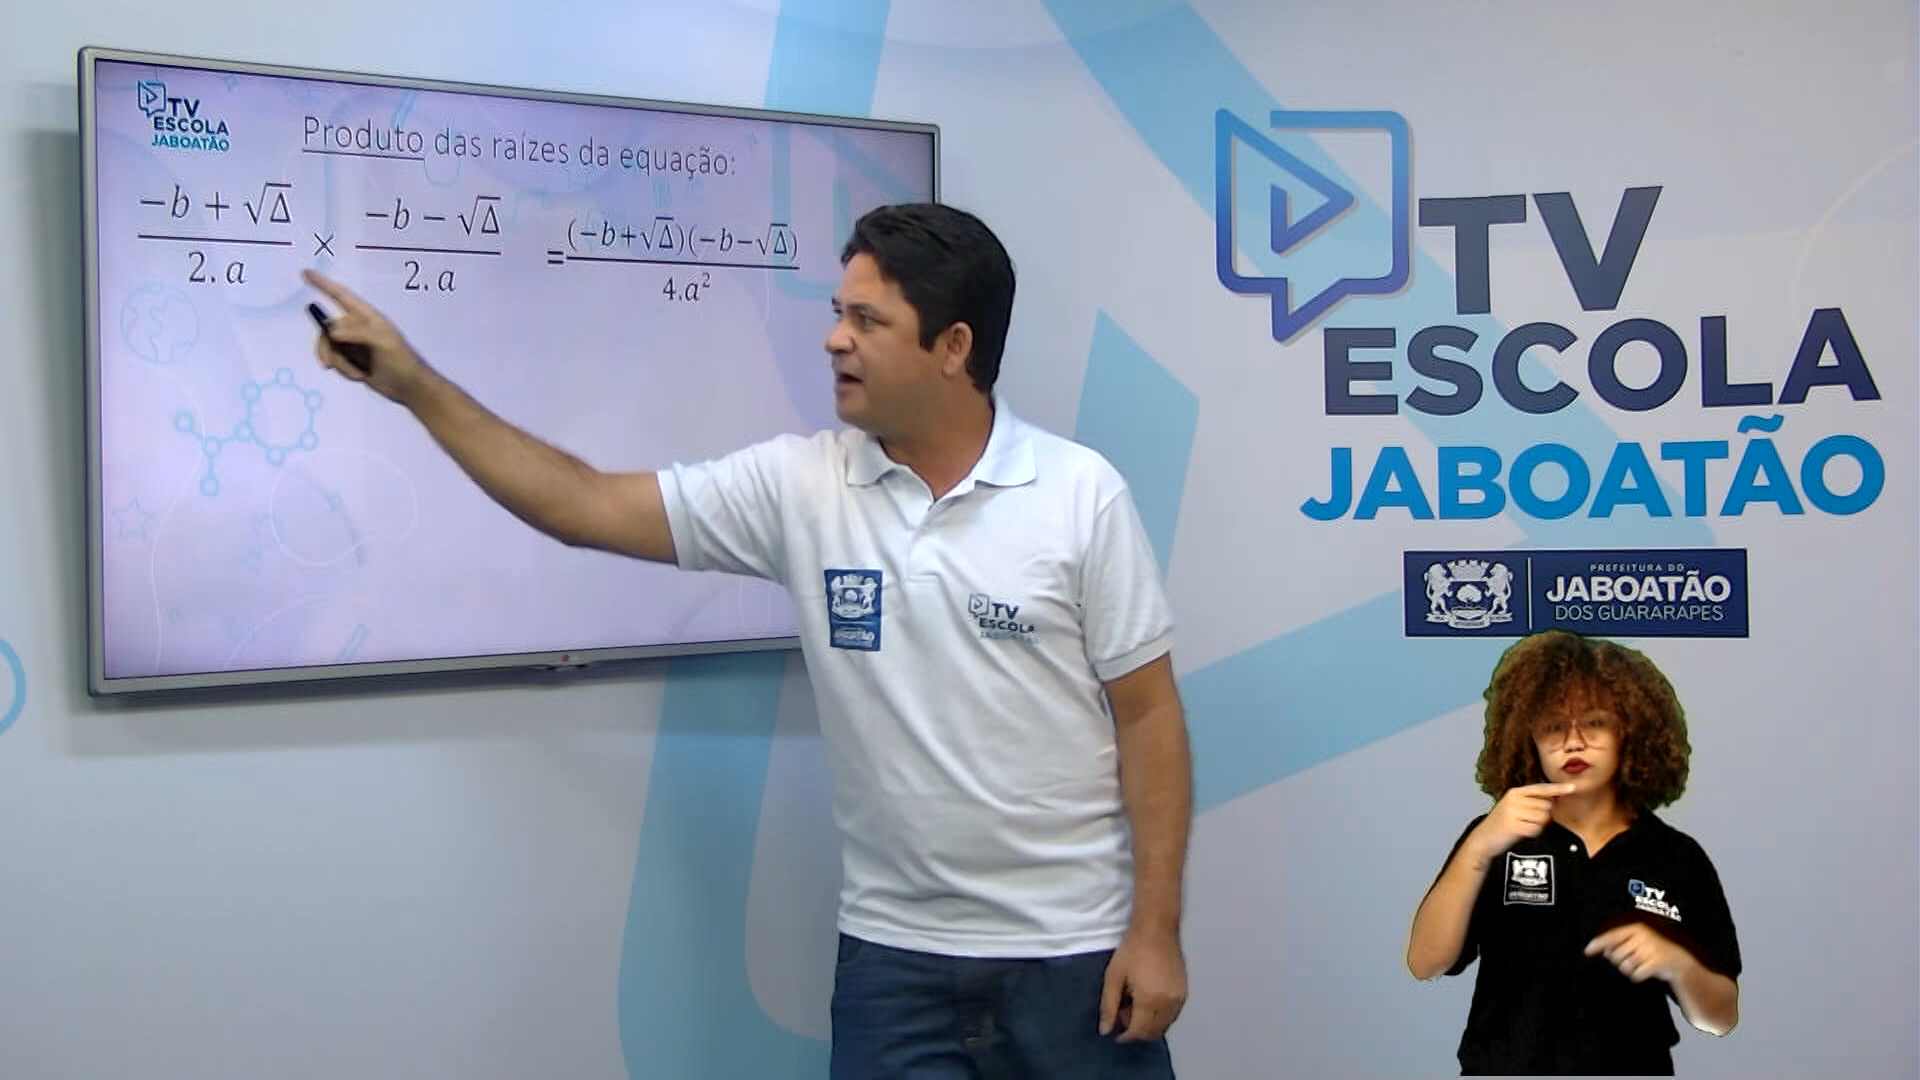 TV
ESCOLA
JABOATÃO
Produto das raízes da equação:
−b + √Δ / 2. a × −b − √Δ / 2. a = (−b+√Δ)(−b−√Δ) / 4.a²
TV
ESCOLA
JABOATÃO
PREFEITURA DO
JABOATÃO
DOS GUARARAPES
TV
ESCOLA
TV
ESCOLA
JABOATÃO